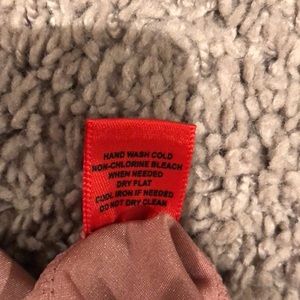 HAND WASH COLD
NON-CHLORINE BLEACH
WHEN NEEDED
DRY FLAT
COOL IRON IF NEEDED
DO NOT DRY CLEAN